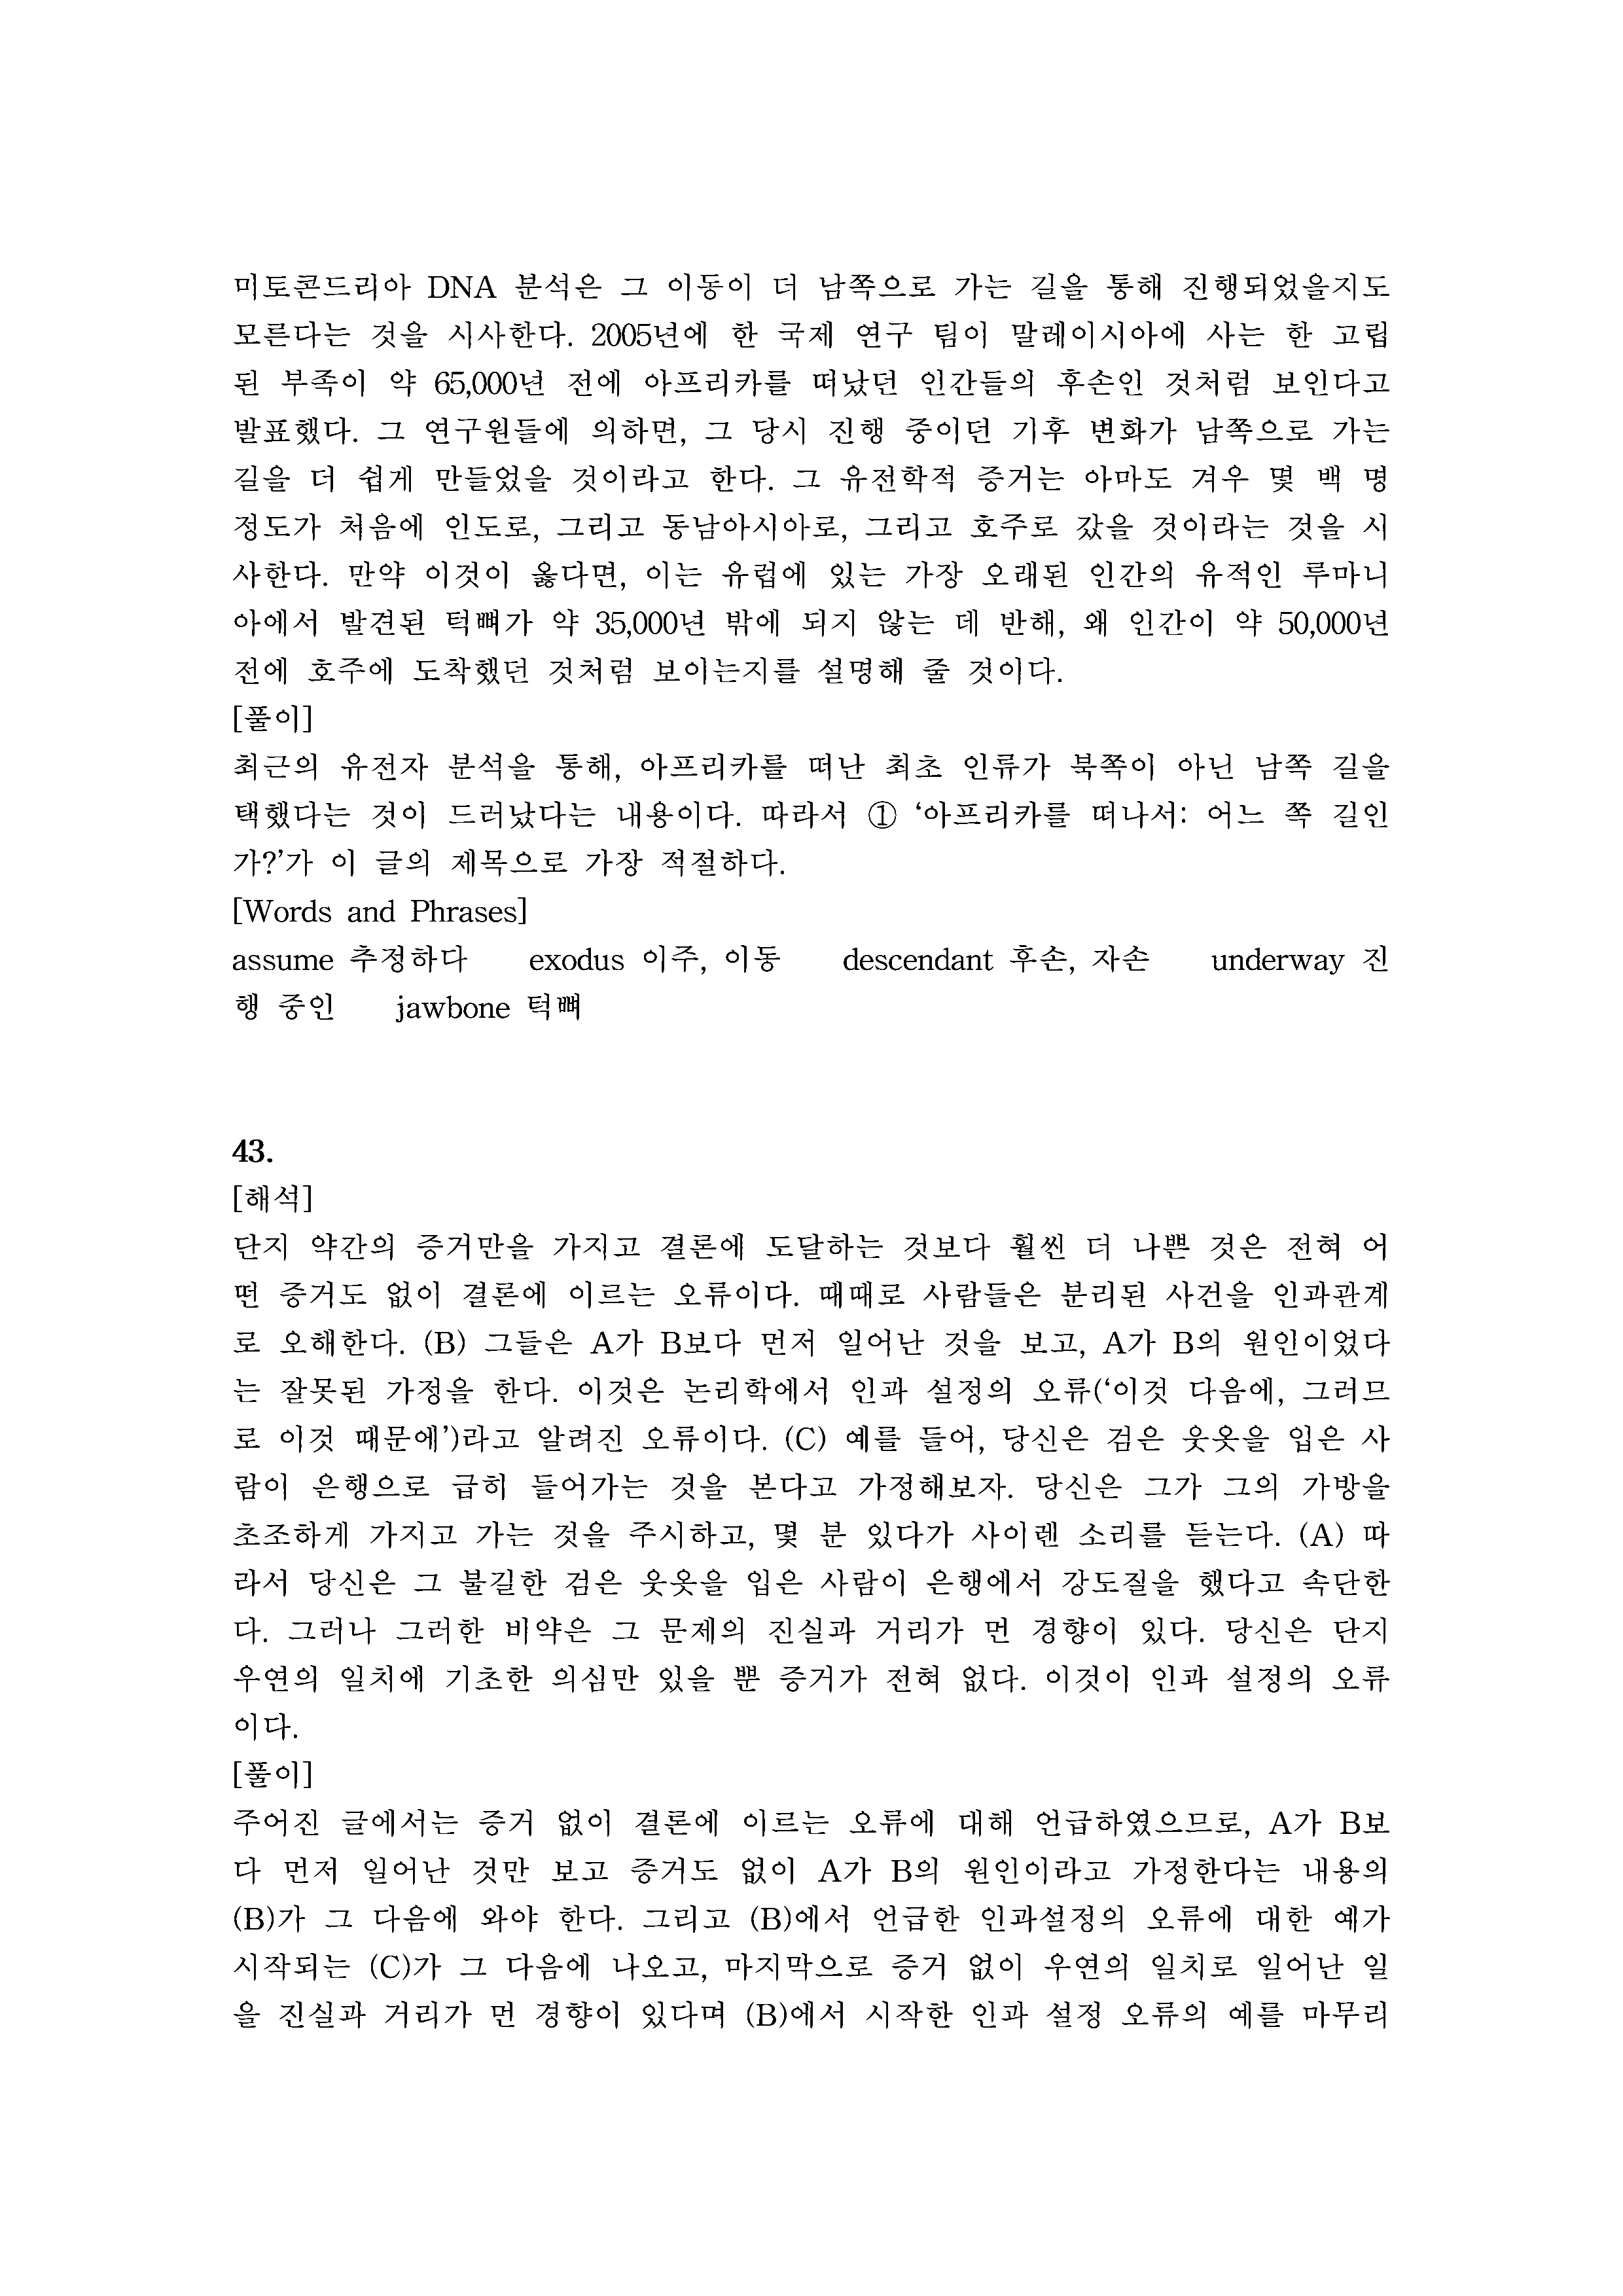 미토콘드리아 DNA 분석은 그 이동이 더 남쪽으로 가는 길을 통해 진행되었을지도
모른다는 것을 시사한다. 2005년에 한 국제 연구 팀이 말레이시아에 사는 한 고립
된 부족이 약 65,000년 전에 아프리카를 떠났던 인간들의 후손인 것처럼 보인다고
발표했다. 그 연구원들에 의하면, 그 당시 진행 중이던 기후 변화가 남쪽으로 가는
길을 더 쉽게 만들었을 것이라고 한다. 그 유전학적 증거는 아마도 겨우 몇 백 명
정도가 처음에 인도로, 그리고 동남아시아로, 그리고 호주로 갔을 것이라는 것을 시
사한다. 만약 이것이 옳다면, 이는 유럽에 있는 가장 오래된 인간의 유적인 루마니
아에서 발견된 턱뼈가 약 35,000년 밖에 되지 않는 데 반해, 왜 인간이 약 50,000년
전에 호주에 도착했던 것처럼 보이는지를 설명해 줄 것이다.
[풀이]
최근의 유전자 분석을 통해, 아프리카를 떠난 최초 인류가 북쪽이 아닌 남쪽 길을
택했다는 것이 드러났다는 내용이다. 따라서 ① ‘아프리카를 떠나서: 어느 쪽 길인
가?’가 이 글의 제목으로 가장 적절하다.
[Words and Phrases]
assume 추정하다 exodus 이주, 이동 descendant 후손, 자손 underway 진
행 중인 jawbone 턱뼈
43.
[해석]
단지 약간의 증거만을 가지고 결론에 도달하는 것보다 훨씬 더 나쁜 것은 전혀 어
떤 증거도 없이 결론에 이르는 오류이다. 때때로 사람들은 분리된 사건을 인과관계
로 오해한다. (B) 그들은 A가 B보다 먼저 일어난 것을 보고, A가 B의 원인이었다
는 잘못된 가정을 한다. 이것은 논리학에서 인과 설정의 오류(‘이것 다음에, 그러므
로 이것 때문에’)라고 알려진 오류이다. (C) 예를 들어, 당신은 검은 웃옷을 입은 사
람이 은행으로 급히 들어가는 것을 본다고 가정해보자. 당신은 그가 그의 가방을
초조하게 가지고 가는 것을 주시하고, 몇 분 있다가 사이렌 소리를 듣는다. (A) 따
라서 당신은 그 불길한 검은 웃옷을 입은 사람이 은행에서 강도질을 했다고 속단한
다. 그러나 그러한 비약은 그 문제의 진실과 거리가 먼 경향이 있다. 당신은 단지
우연의 일치에 기초한 의심만 있을 뿐 증거가 전혀 없다. 이것이 인과 설정의 오류
이다.
[풀이]
주어진 글에서는 증거 없이 결론에 이르는 오류에 대해 언급하였으므로, A가 B보
다 먼저 일어난 것만 보고 증거도 없이 A가 B의 원인이라고 가정한다는 내용의
(B)가 그 다음에 와야 한다. 그리고 (B)에서 언급한 인과설정의 오류에 대한 예가
시작되는 (C)가 그 다음에 나오고, 마지막으로 증거 없이 우연의 일치로 일어난 일
을 진실과 거리가 먼 경향이 있다며 (B)에서 시작한 인과 설정 오류의 예를 마무리